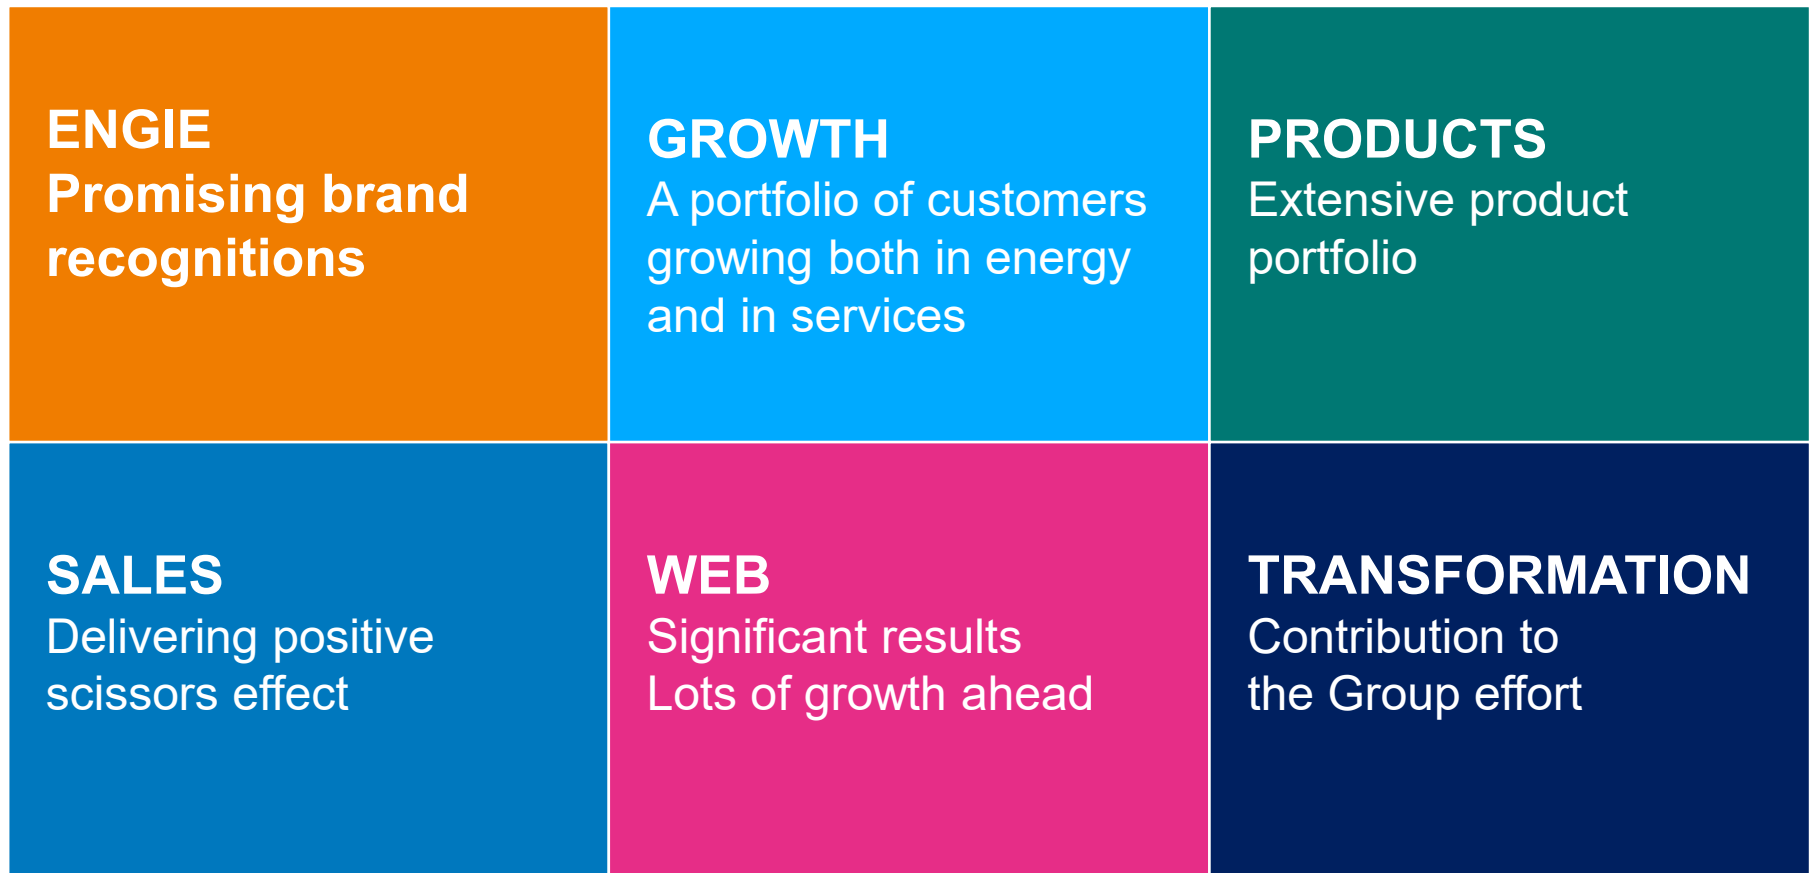 ENGIE
Promising brand
recognitions
GROWTH
A portfolio of customers
growing both in energy
and in services
PRODUCTS
Extensive product
portfolio
SALES
Delivering positive
scissors effect
WEB
Significant results
Lots of growth ahead
TRANSFORMATION
Contribution to
the Group effort